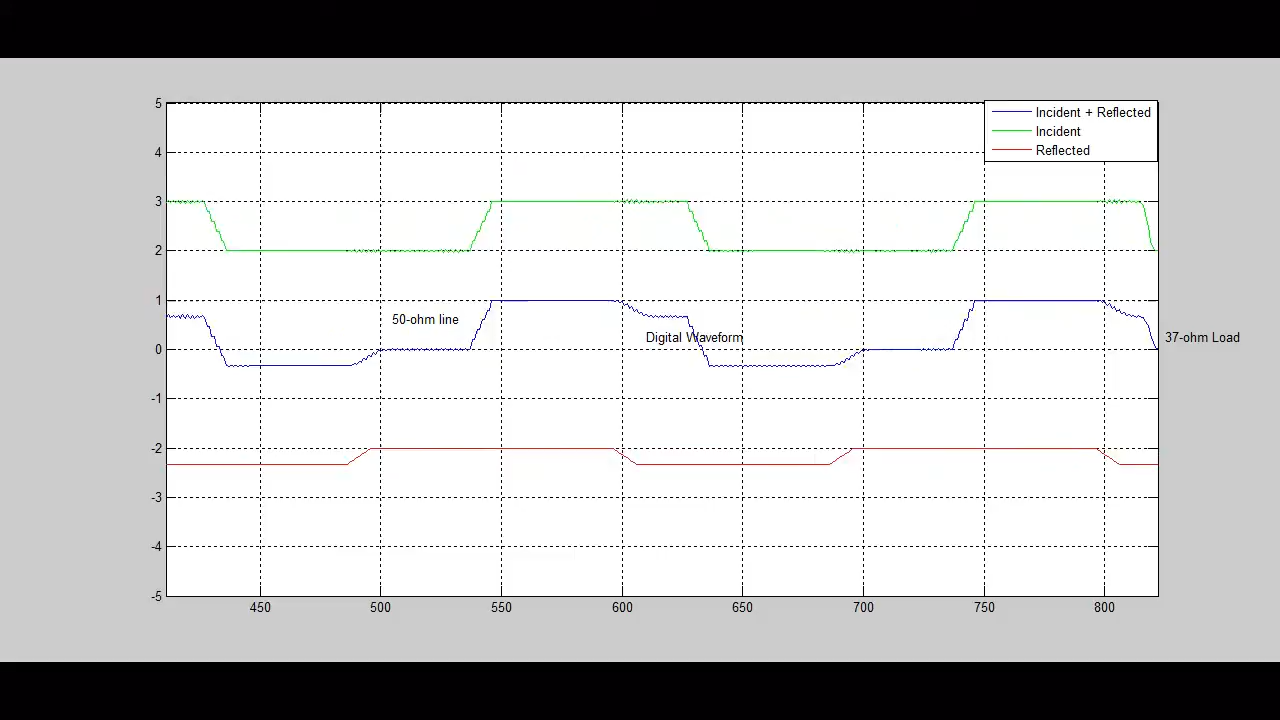 5
4
3
2
1
0
-1
-2
-3
-4
-5
Incident + Reflected
Incident
Reflected
50-ohm line
Digital Waveform
37-ohm Load
450 500 550 600 650 700 750 800